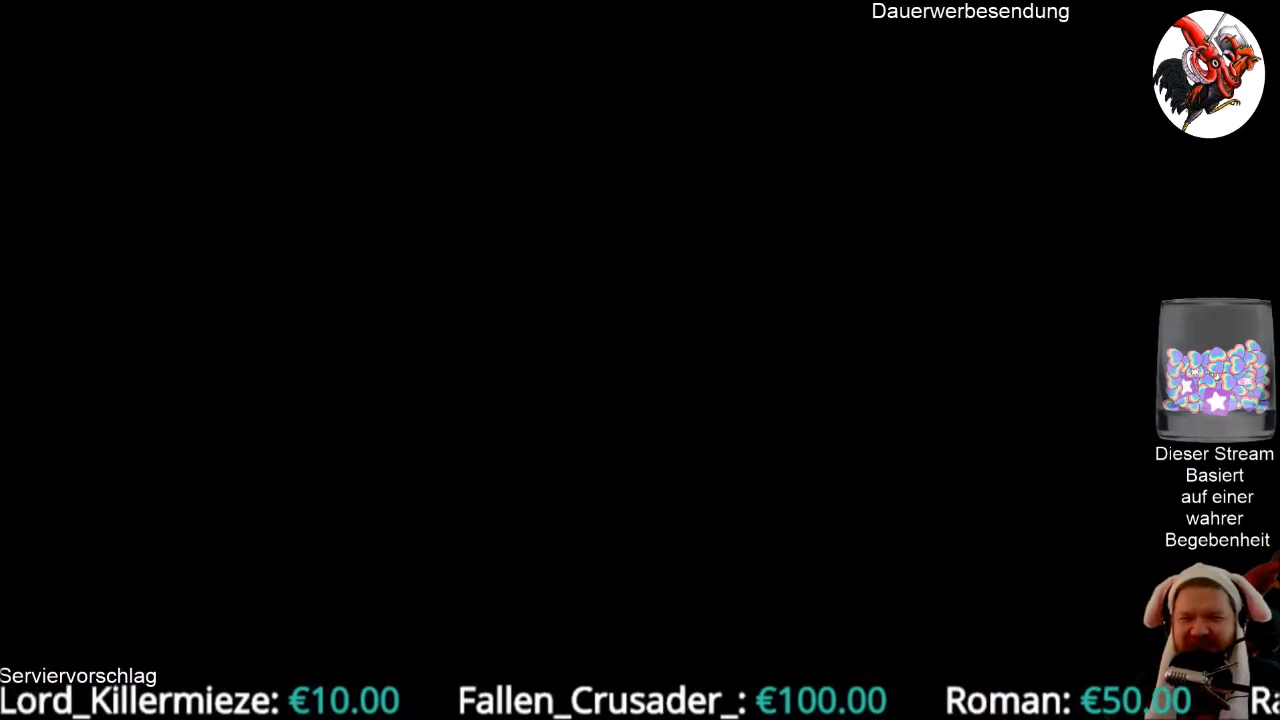 Dauerwerbesendung
Dieser Stream
Basiert
auf einer
wahrer
Begebenheit
Serviervorschlag
Lord_Killermieze: €10.00 Fallen_Crusader_: €100.00 Roman: €50.00